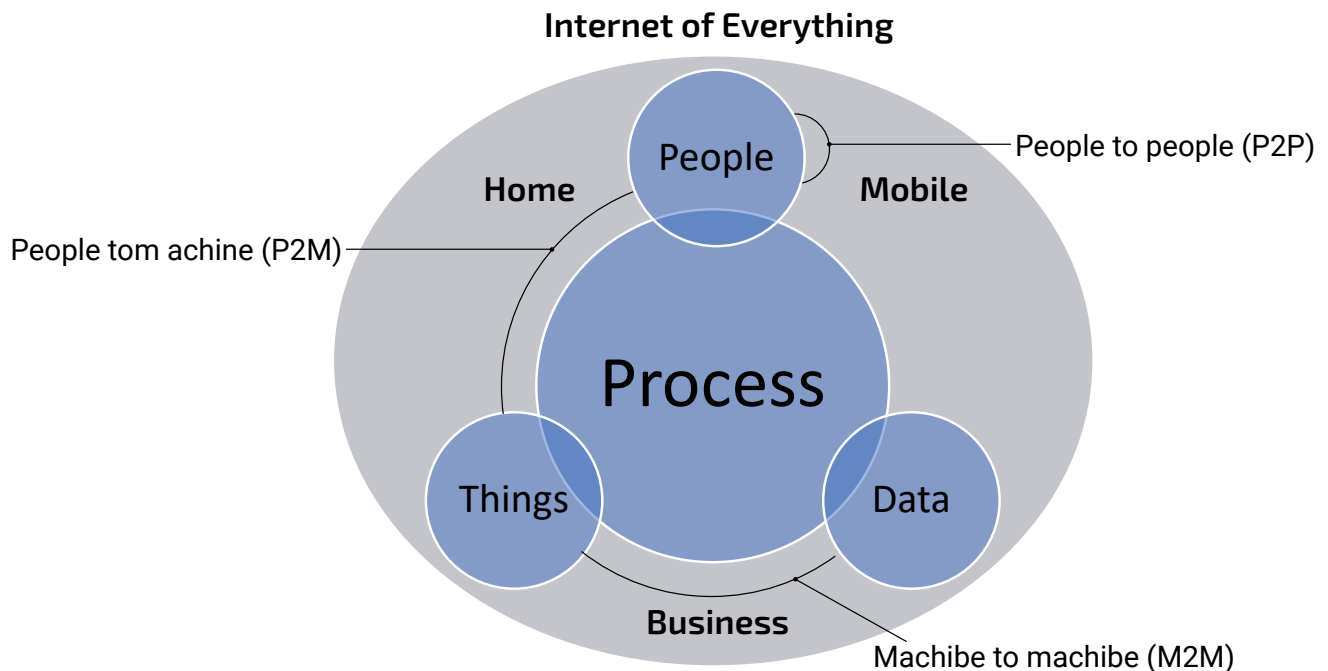 Internet of Everything
People
People to people (P2P)
Home
Mobile
People tom achine (P2M)
Process
Things
Data
Business
Machibe to machibe (M2M)